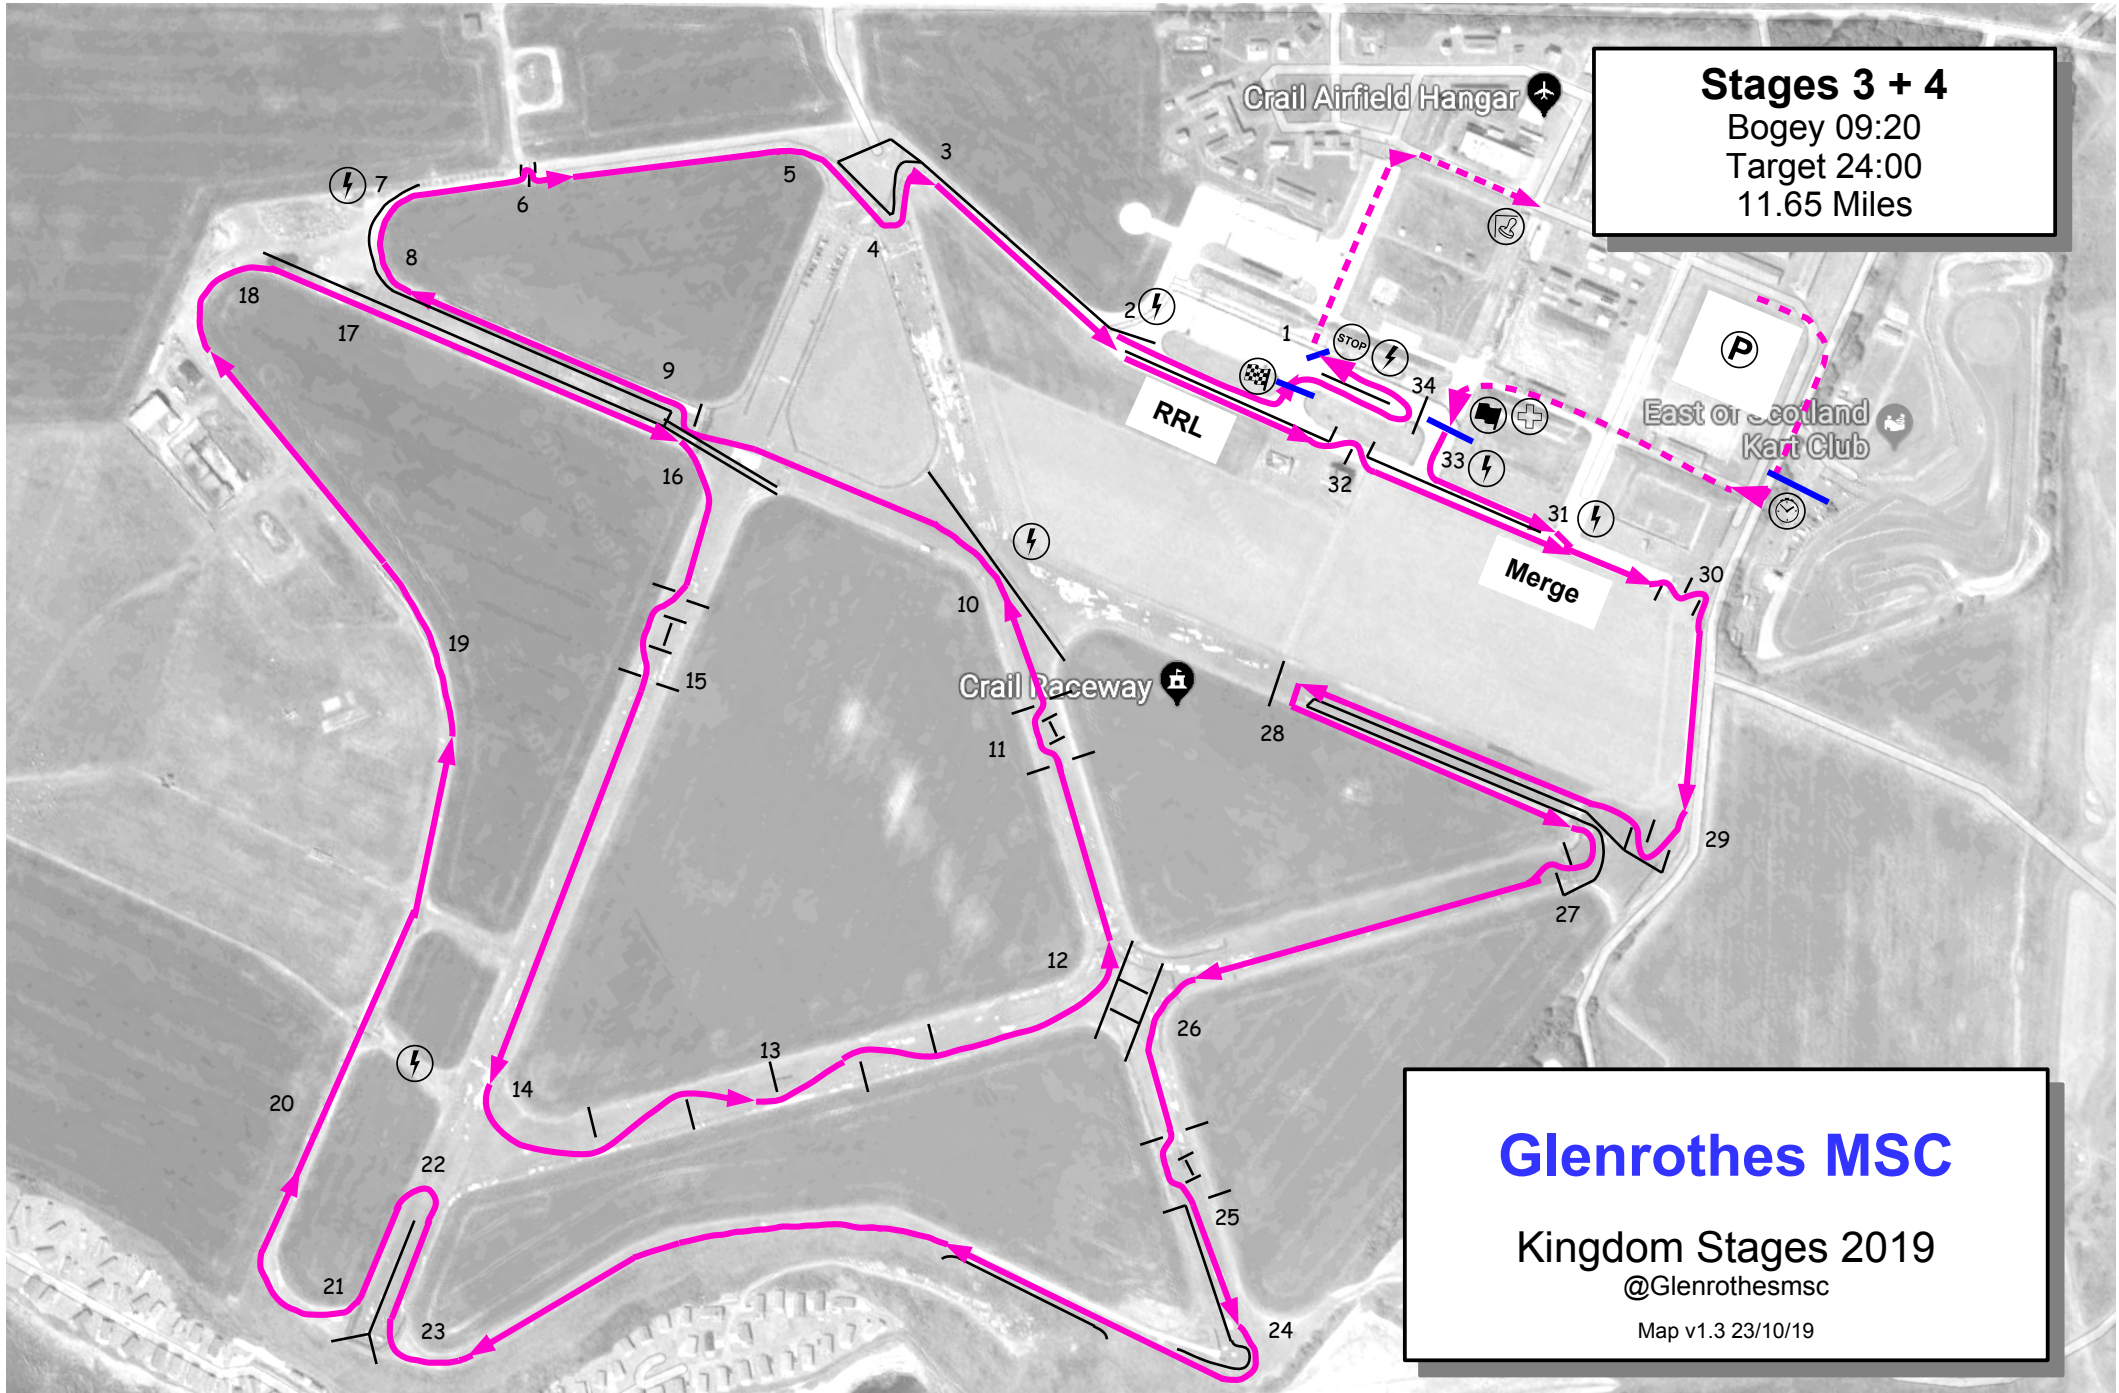 Stages 3 + 4
Bogey 09:20
Target 24:00
11.65 Miles
Crail Airfield Hangar
3
7
5
6
4
8
18
2
1
STOP
17
P
9
34
RRL
East of Scotland
Kart Club
33
16
32
31
Merge
30
10
19
15
Crail Raceway
11
28
29
27
12
26
13
14
20
22
25
21
23
24
Glenrothes MSC
Kingdom Stages 2019
@Glenrothesmsc
Map v1.3 23/10/19